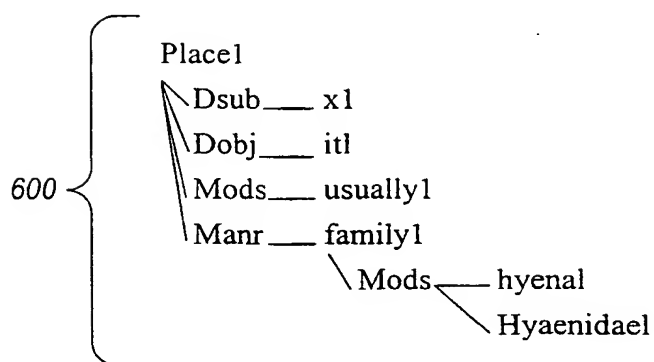 Place1
Dsub x1
Dobj it1
600
Mods usually1
Manr family1
Mods hyena1
Hyaenidae1